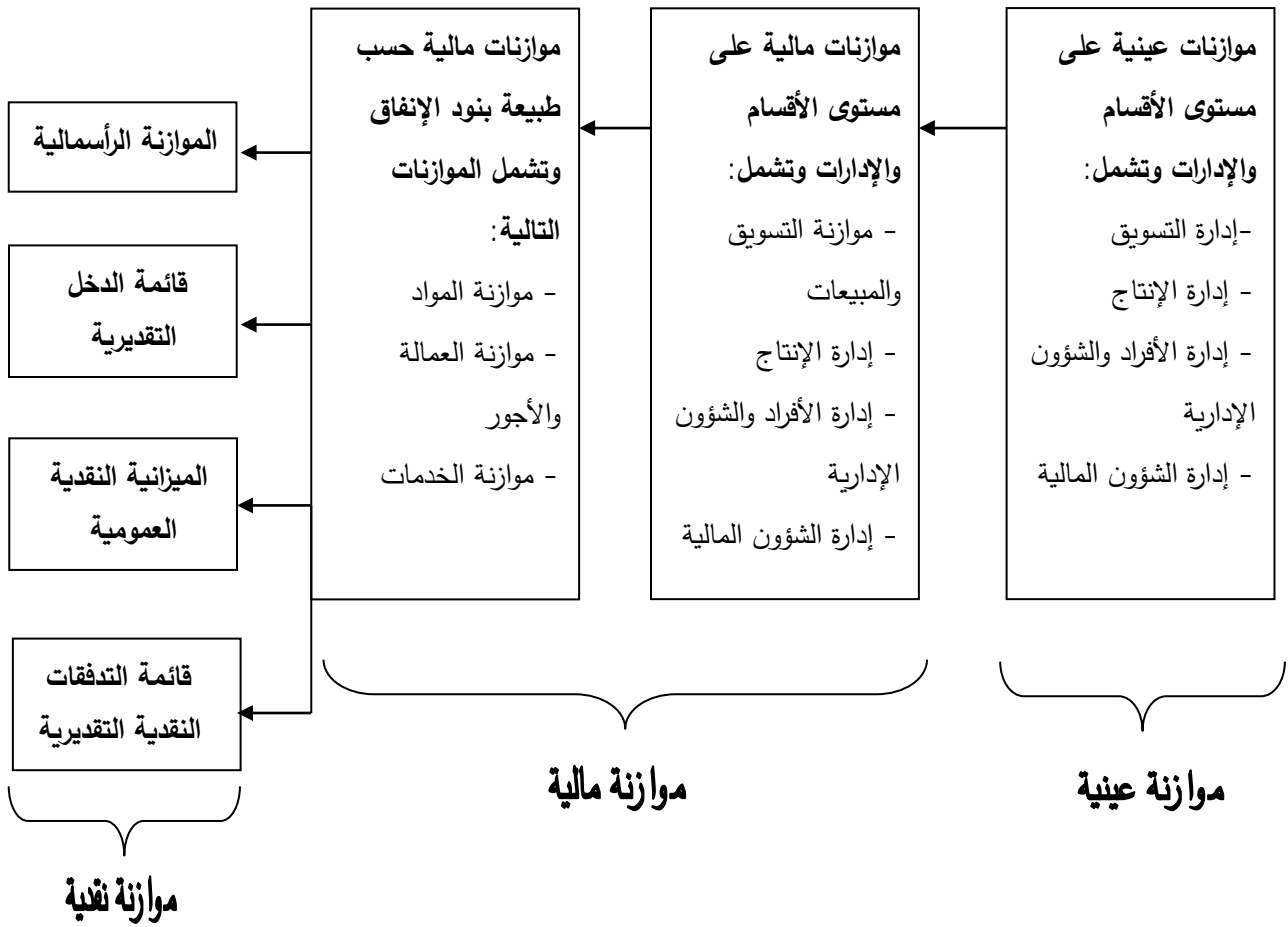 موازنات عينية على
مستوى الأقسام
والإدارات وتشمل:
-إدارة التسويق
- إدارة الإنتاج
- إدارة الأفراد والشؤون
الإدارية
- إدارة الشؤون المالية
موازنات مالية على
مستوى الأقسام
والإدارات وتشمل:
- موازنة التسويق
والمبيعات
- إدارة الإنتاج
- إدارة الأفراد والشؤون
الإدارية
- إدارة الشؤون المالية
موازنات مالية حسب
طبيعة بنود الإنفاق
وتشمل الموازنات
التالية:
- موازنة المواد
- موازنة العمالة
والأجور
- موازنة الخدمات
الموازنة الرأسمالية
قائمة الدخل
التقديرية
الميزانية النقدية
العمومية
قائمة التدفقات
النقدية التقديرية
موازنة عينية
موازنة مالية
موازنة نقدية